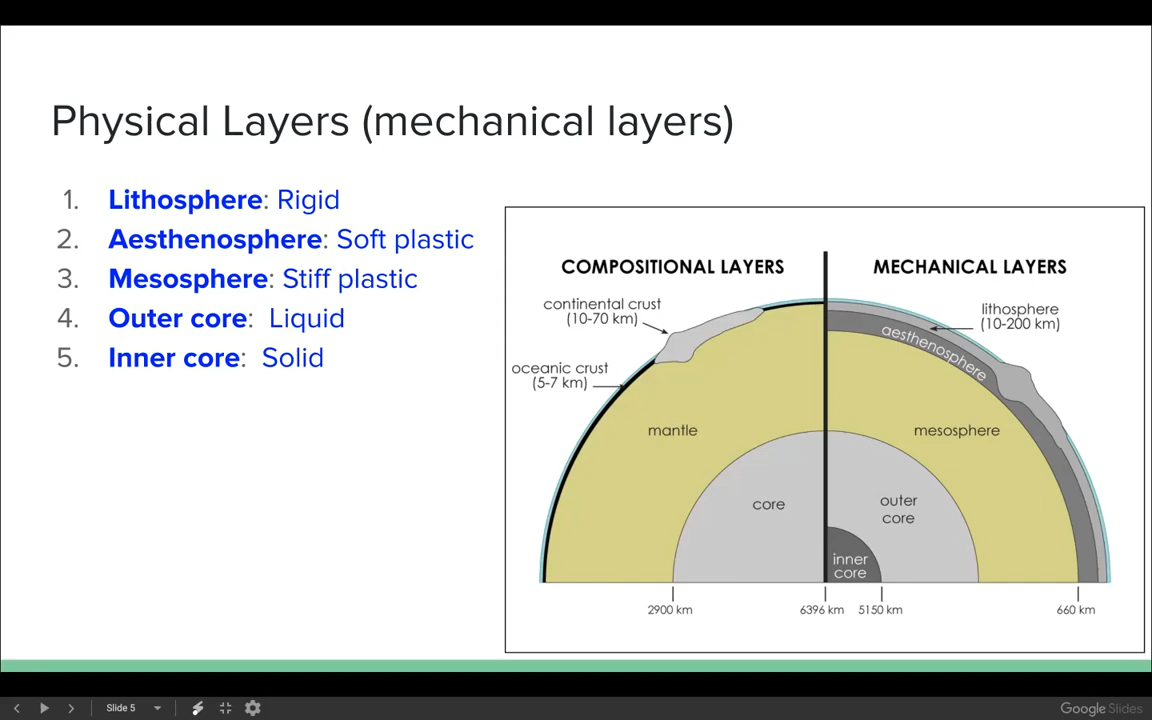 Physical Layers (mechanical layers)
1. Lithosphere: Rigid
2. Aesthenosphere: Soft plastic
3. Mesosphere: Stiff plastic
4. Outer core: Liquid
5. Inner core: Solid
COMPOSITIONAL LAYERS
MECHANICAL LAYERS
continental crust
(10-70 km)
oceanic crust
(5-7 km)
mantle
core
lithosphere
(10-200 km)
aesthenosphere
mesosphere
outer
core
inner
core
2900 km
6396 km
5150 km
660 km
Slide 5
Google Slides